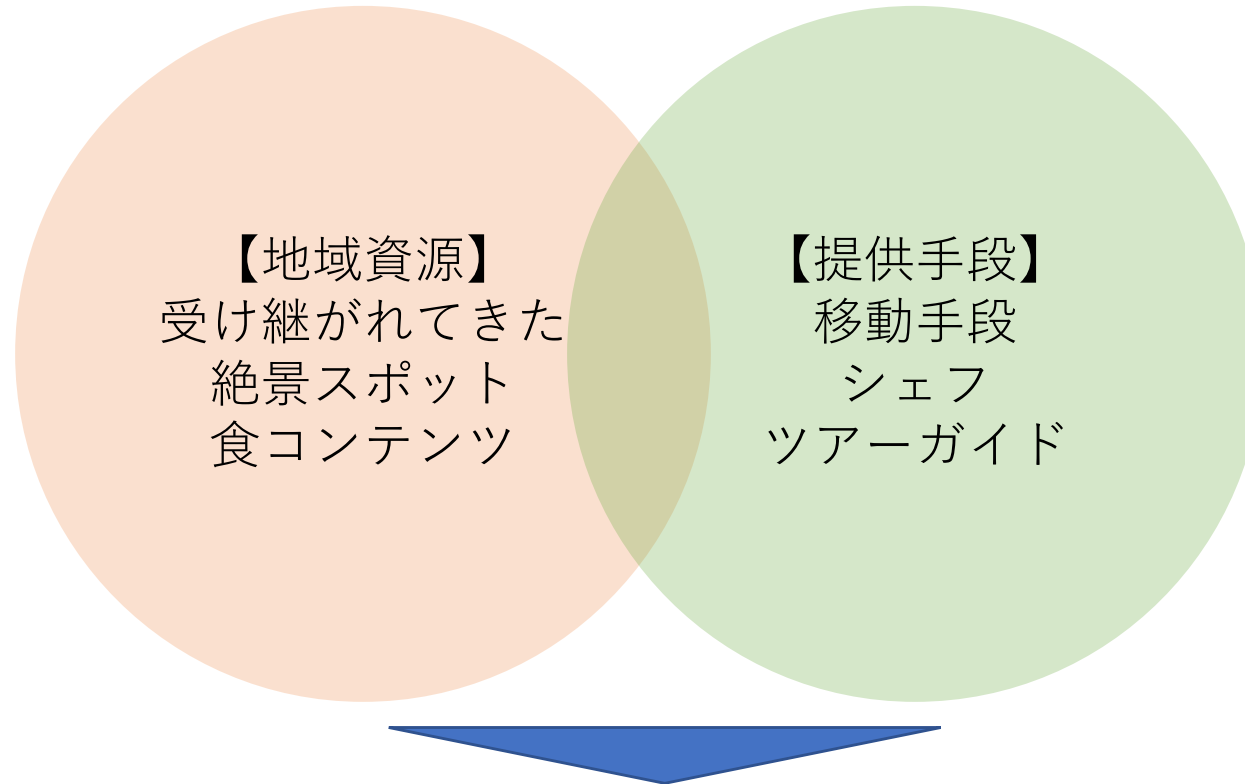 【地域資源】
受け継がれてきた
絶景スポット
食コンテンツ
【提供手段】
移動手段
シェフ
ツアーガイド